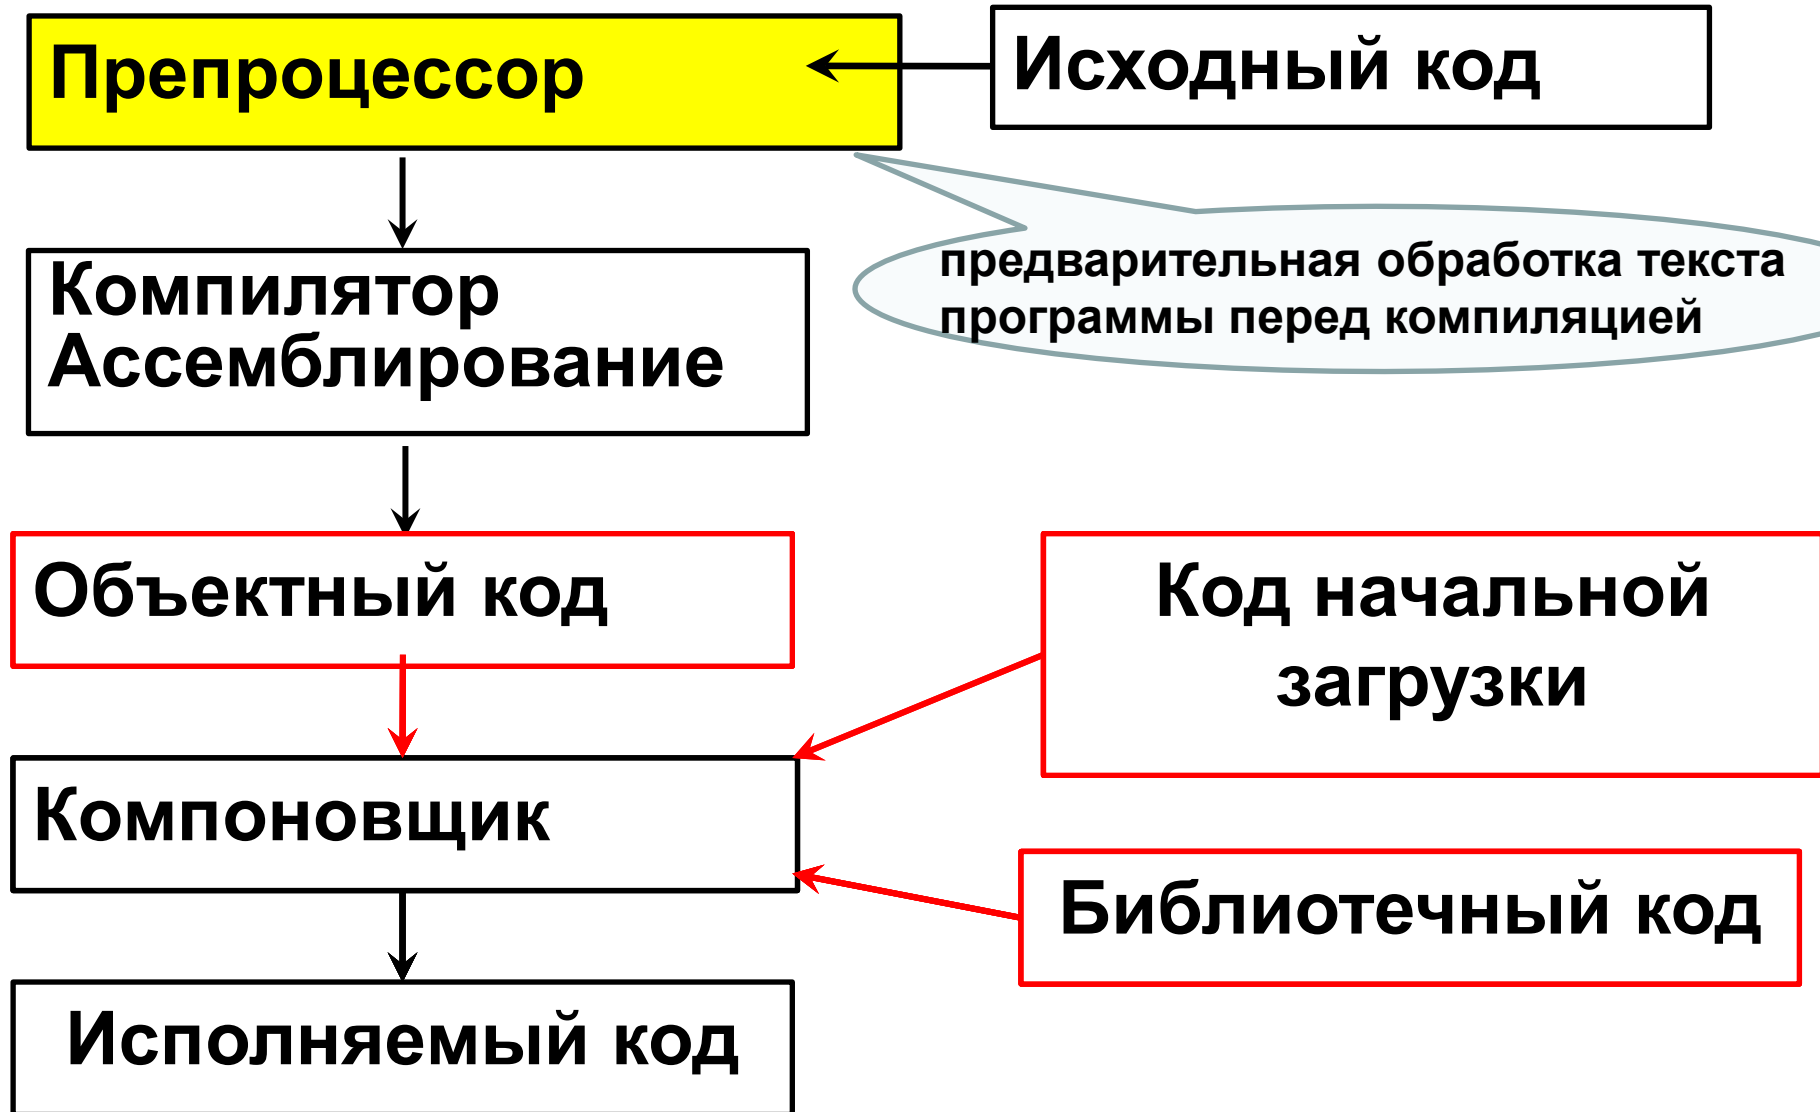 Препроцессор
Исходный код
предварительная обработка текста
программы перед компиляцией
Компилятор
Ассемблирование
Объектный код
Код начальной
загрузки
Компоновщик
Библиотечный код
Исполняемый код